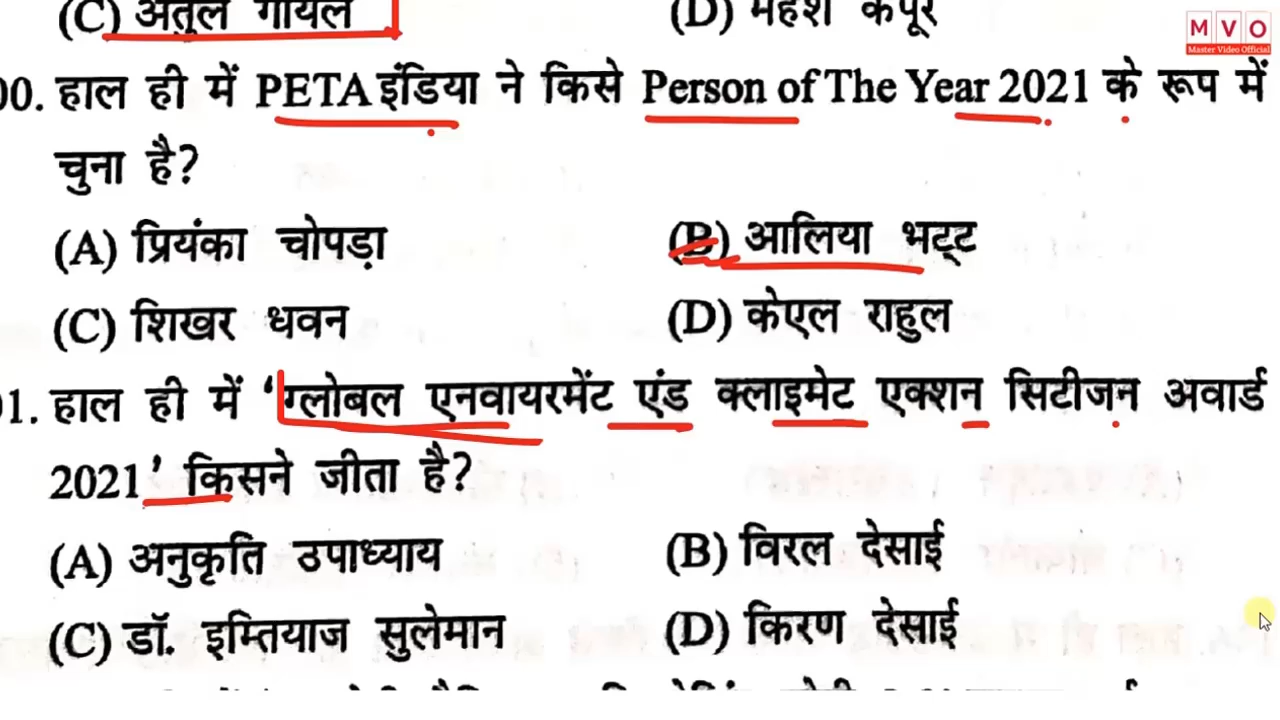 (C) अतुल गोयल (D) महेश कपूर
MVO
Master Video Official
00. हाल ही में PETA इंडिया ने किसे Person of The Year 2021 के रूप में
चुना है?
(A) प्रियंका चोपड़ा (B) आलिया भट्ट
(C) शिखर धवन (D) केएल राहुल
01. हाल ही में ‘ग्लोबल एनवायरमेंट एंड क्लाइमेट एक्शन सिटीजन अवार्ड
2021’ किसने जीता है?
(A) अनुकृति उपाध्याय (B) विरल देसाई
(C) डॉ. इम्तियाज सुलेमान (D) किरण देसाई